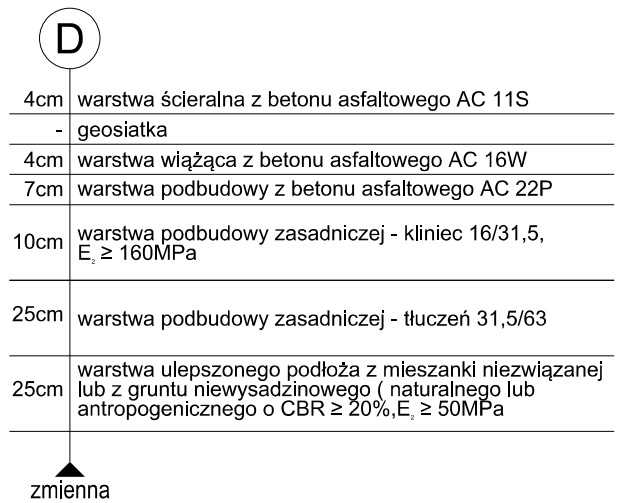 D
4cm warstwa ścieralna z betonu asfaltowego AC 11S
- geosiatka
4cm warstwa wiążąca z betonu asfaltowego AC 16W
7cm warstwa podbudowy z betonu asfaltowego AC 22P
10cm warstwa podbudowy zasadniczej - kliniec 16/31,5,
E₂ ≥ 160MPa
25cm warstwa podbudowy zasadniczej - tłuczeń 31,5/63
warstwa ulepszonego podłoża z mieszanki niezwiązanej
25cm lub z gruntu niewysadzinowego ( naturalnego lub
antropogenicznego o CBR ≥ 20%,E₂ ≥ 50MPa
zmienna